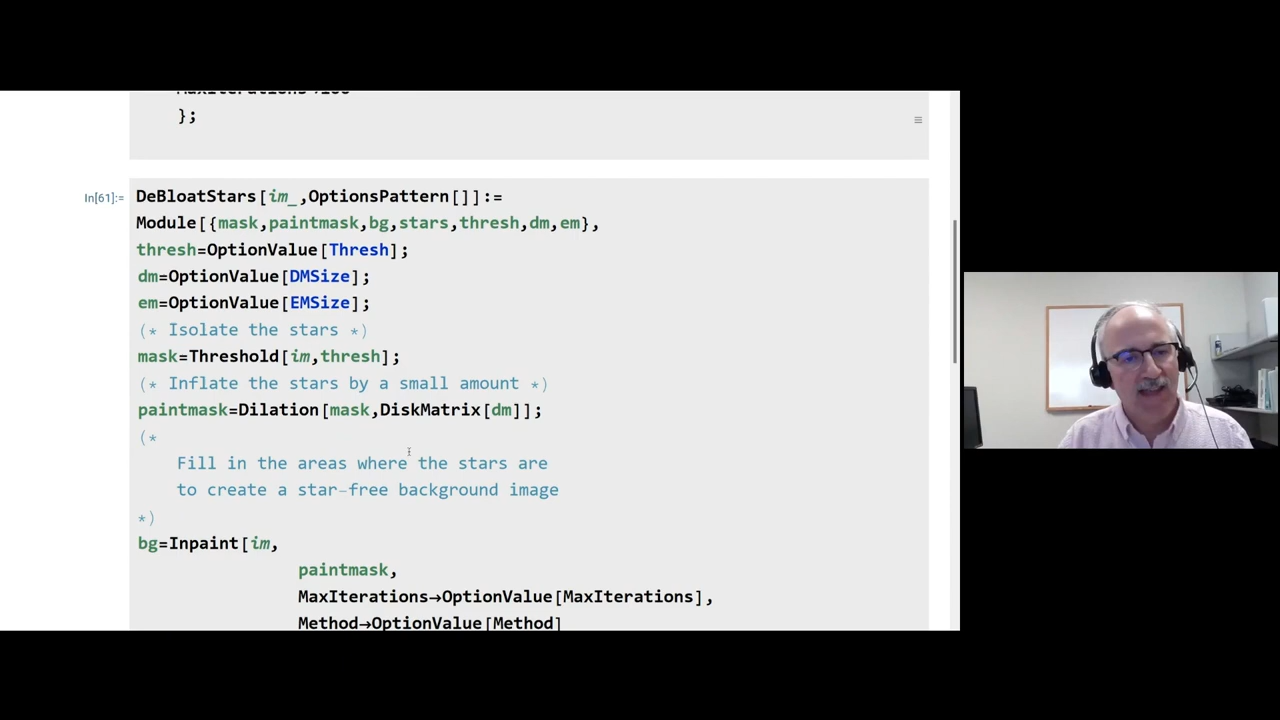 };
In[61]:=
DeBloatStars[im_,OptionsPattern[]]:=
Module[{mask,paintmask,bg,stars,thresh,dm,em},
thresh=OptionValue[Thresh];
dm=OptionValue[DMSize];
em=OptionValue[EMSize];
(* Isolate the stars *)
mask=Threshold[im,thresh];
(* Inflate the stars by a small amount *)
paintmask=Dilation[mask,DiskMatrix[dm]];
(*
Fill in the areas where the stars are
to create a star-free background image
*)
bg=Inpaint[im,
paintmask,
MaxIterations→OptionValue[MaxIterations],
Method→OptionValue[Method]